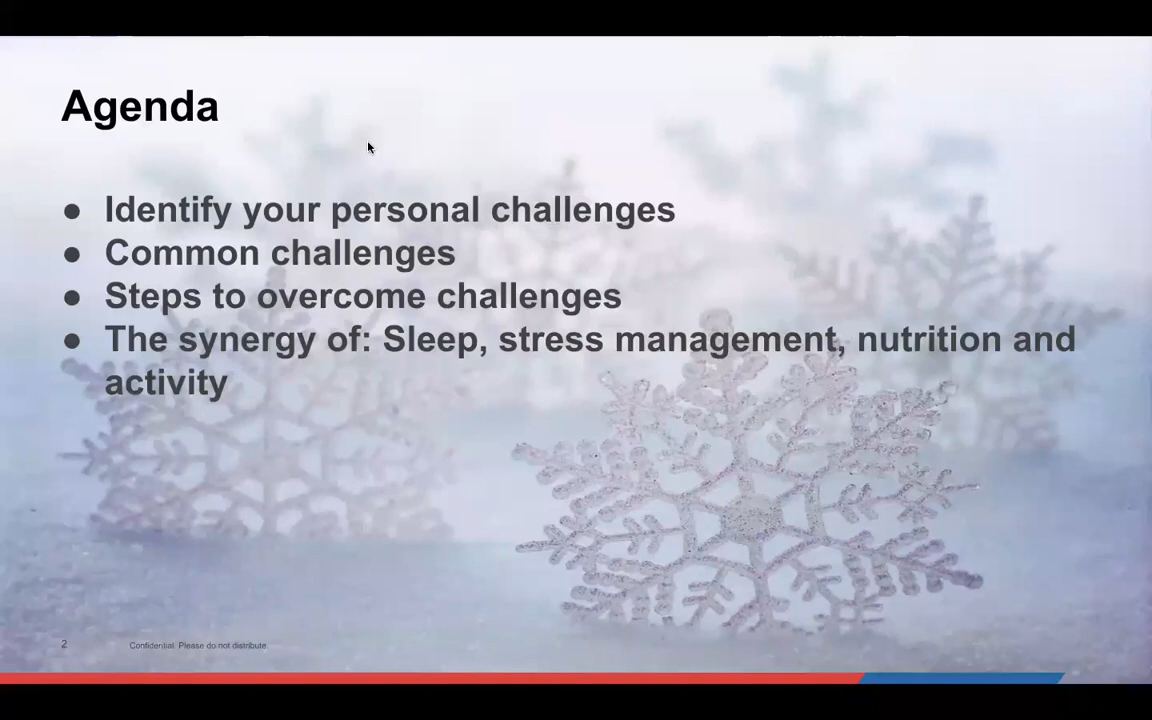 Agenda
● Identify your personal challenges
● Common challenges
● Steps to overcome challenges
● The synergy of: Sleep, stress management, nutrition and
activity
2 Confidential. Please do not distribute.